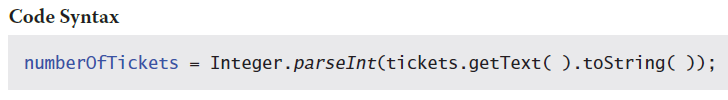 Code Syntax
numberOfTickets = Integer.parseInt(tickets.getText( ).toString( ));